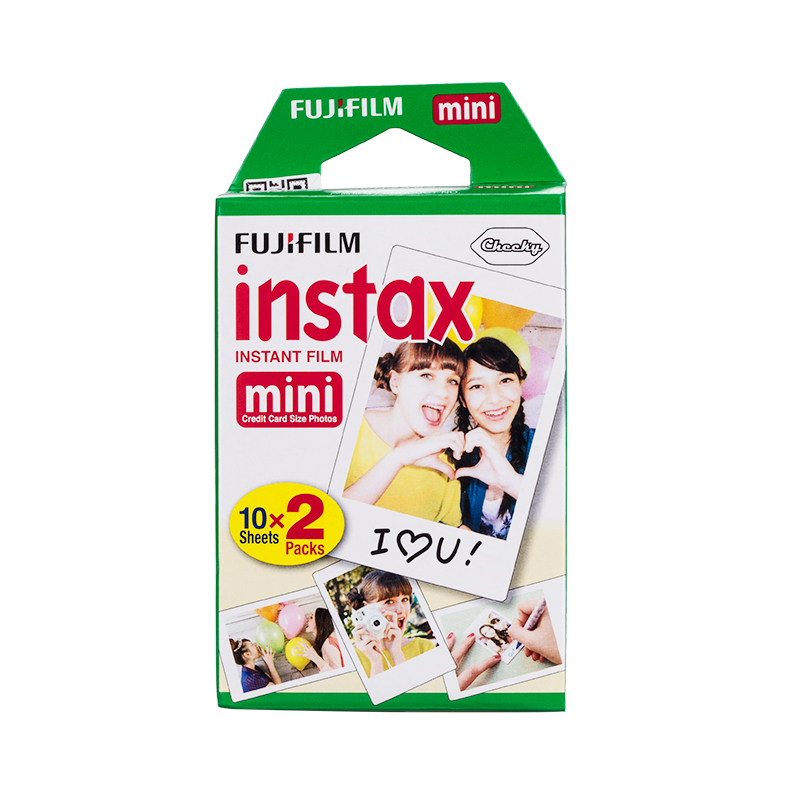 FUJIFILM mini
FUJIFILM
Cheeky
instax
INSTANT FILM
mini
Credit Card Size Photos
10 × 2
Sheets Packs
I ♡ U!